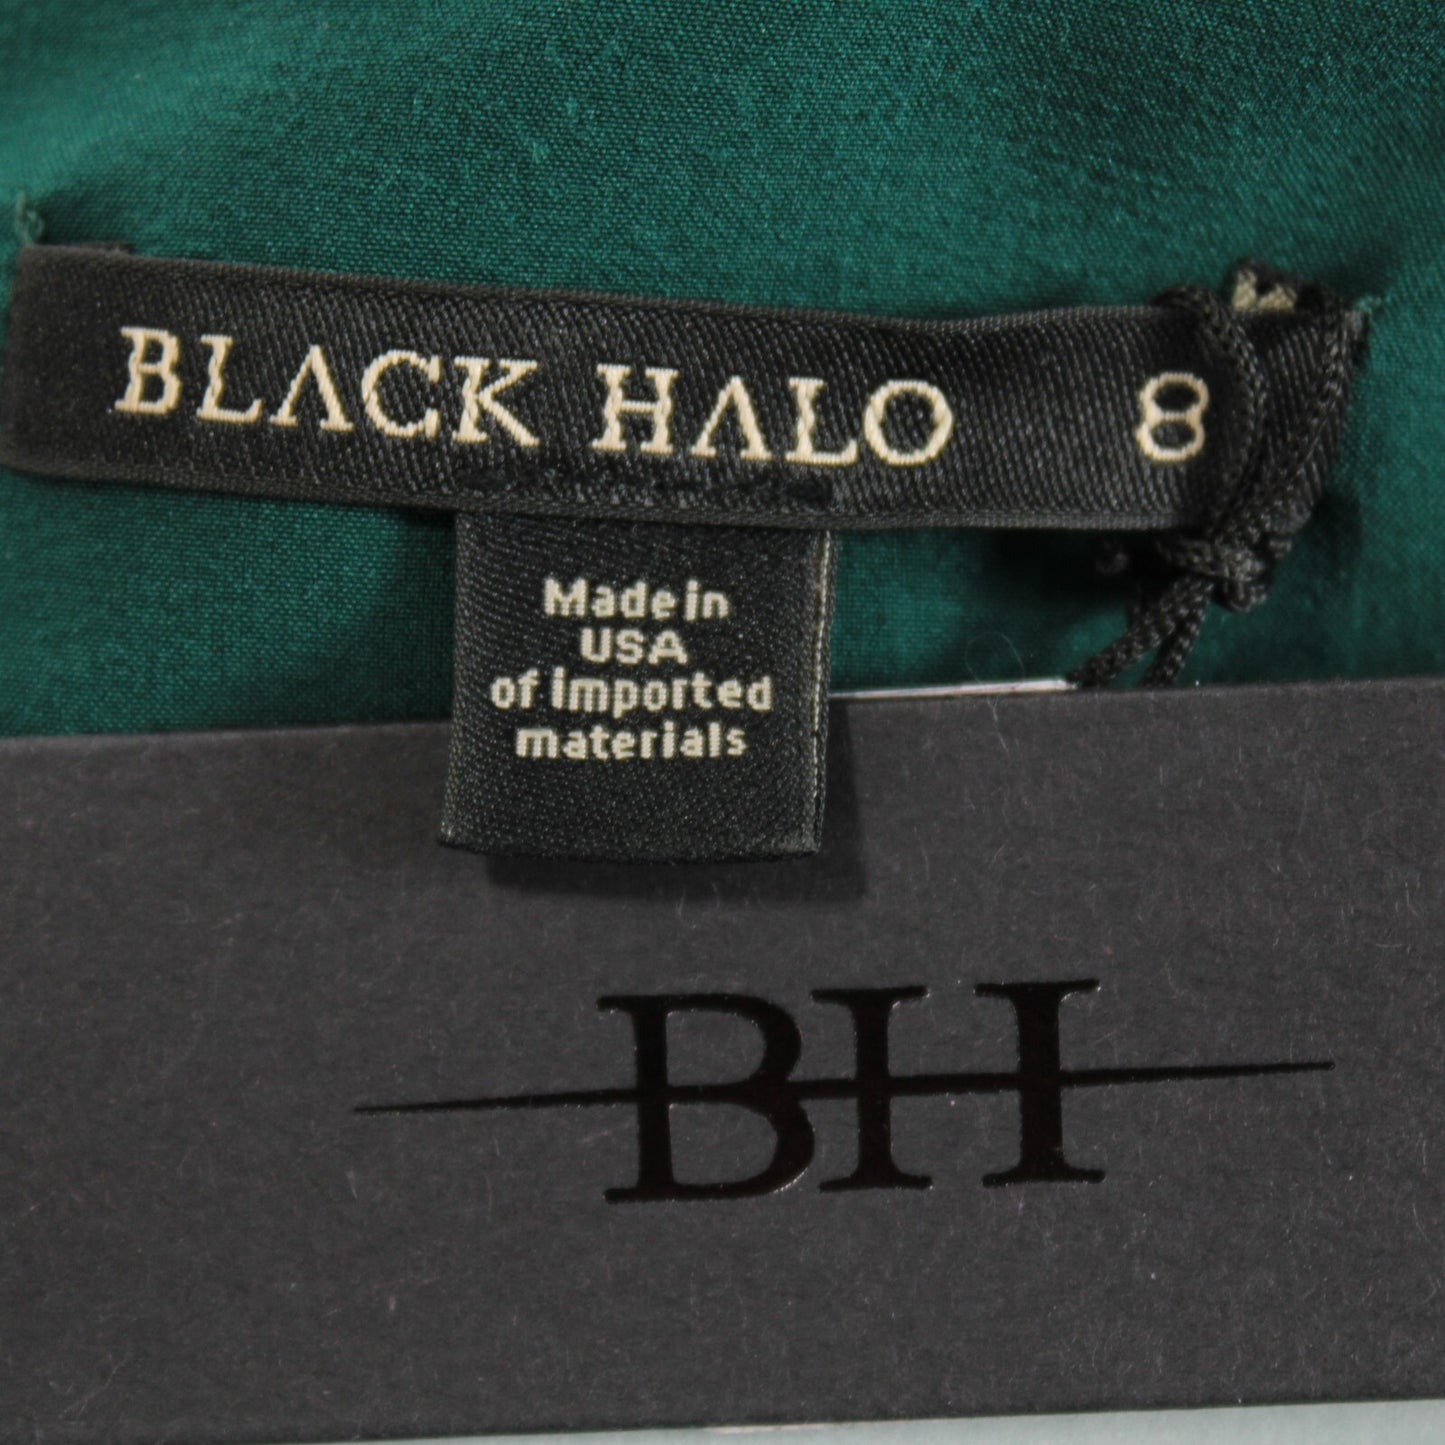 BLACK HALO 8
Made in
USA
of imported
materials
BH